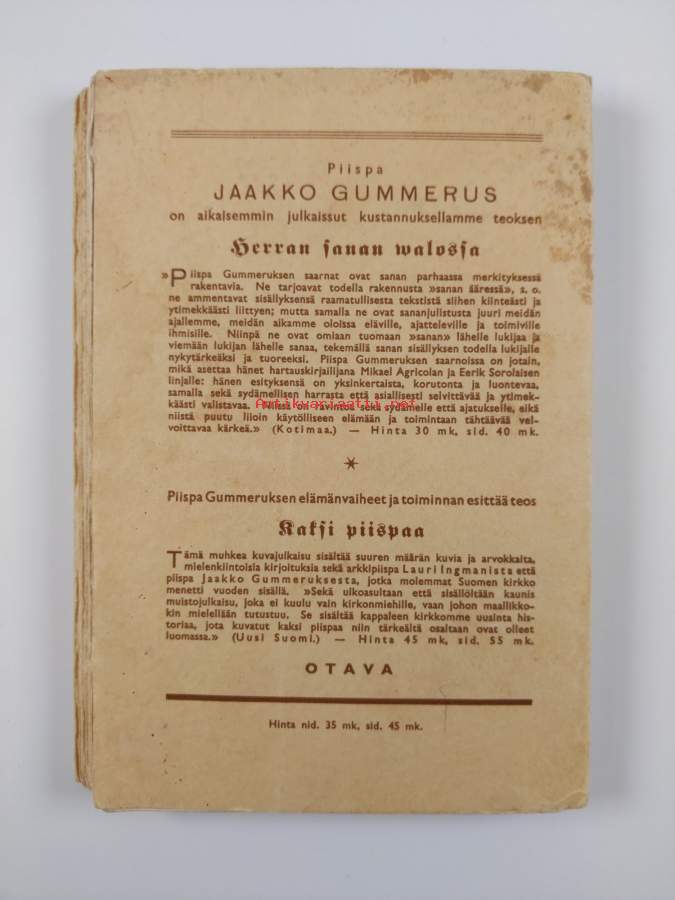 Piispa
JAAKKO GUMMERUS
on aikaisemmin julkaissut kustannuksellamme teoksen
Herran sanan walossa
»Piispa Gummeruksen saarnat ovat sanan parhaassa merkityksessä
rakentavia. Ne tarjoavat todella rakennusta »sanan ääressä», s. o.
ne ammentavat sisällyksensä raamatullisesta tekstistä siihen kiinteästi ja
ytimekkäästi liittyen; mutta samalla ne ovat sananjulistusta juuri meidän
ajallemme, meidän aikamme oloissa eläville, ajatteleville ja toimiville
ihmisille. Niinpä ne ovat omiaan tuomaan »sanan» lähelle lukijaa ja
viemään lukijan lähelle sanaa, tekemällä sanan sisällyksen todella lukijalle
nykytärkeäksi ja tuoreeksi. Piispa Gummeruksen saarnoissa on jotain,
mikä asettaa hänet hartauskirjailijana Mikael Agricolan ja Eerik Sorolaisen
linjalle: hänen esityksensä on yksinkertaista, korutonta ja luontevaa,
samalla sekä sydämellisen harrasta että asiallisesti selvittävää ja ytimek-
käästi valistavaa. Niissä on ravintoa sekä sydämelle että ajatukselle, eikä
Antikvariaatti.net
niistä puutu liioin käytölliseen elämään ja toimintaan tähtäävää vel-
voittavaa kärkeä.» (Kotimaa.) — Hinta 30 mk, sid. 40 mk.
Piispa Gummeruksen elämänvaiheet ja toiminnan esittää teos
Kaksi piispaa
Tämä muhkea kuvajulkaisu sisältää suuren määrän kuvia ja arvokkaita,
mielenkiintoisia kirjoituksia sekä arkkipiispa Lauri Ingmanista että
piispa Jaakko Gummeruksesta, jotka molemmat Suomen kirkko
menetti vuoden sisällä. »Sekä ulkoasultaan että sisällöltään kaunis
muistojulkaisu, joka ei kuulu vain kirkonmiehille, vaan johon maallikko-
kin mielellään tutustuu. Se sisältää kappaleen kirkkomme uusinta his-
toriaa, jota kuvatut kaksi piispaa niin tärkeältä osaltaan ovat olleet
luomassa.» (Uusi Suomi.) — Hinta 45 mk, sid. 55 mk.
OTAVA
Hinta nid. 35 mk, sid. 45 mk.